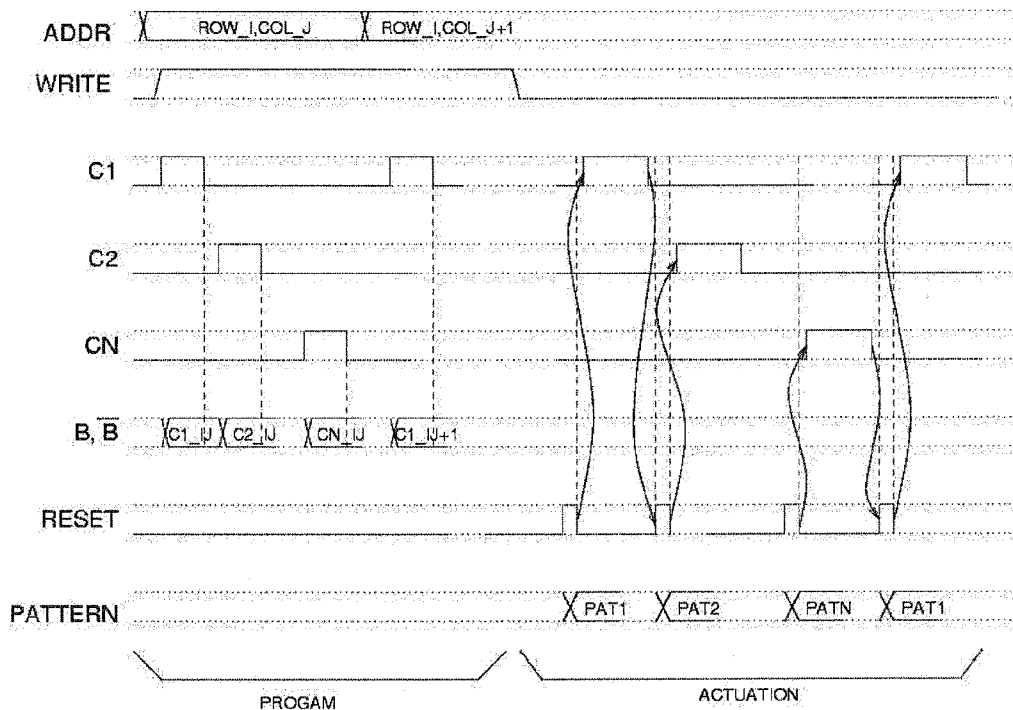 ADDR ROW_I,COL_J ROW_I,COL_J+1
WRITE
C1
C2
CN
B, B̅ C1_IJ C2_IJ CN_IJ C1_IJ+1
RESET
PATTERN PAT1 PAT2 PATN PAT1
PROGAM ACTUATION